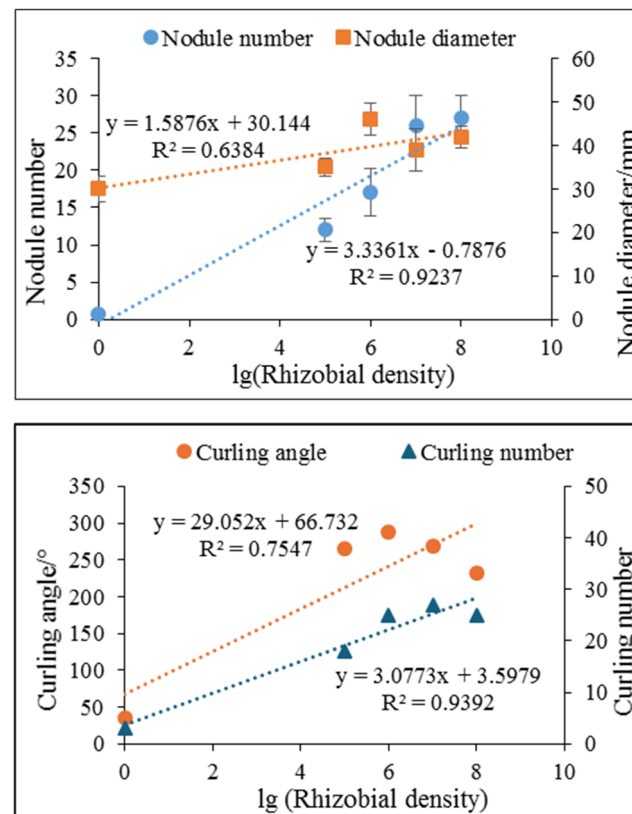 Nodule number Nodule diameter
35 60
30 50
25 40
20 30
15 20
10 10
5 0
0
y = 1.5876x + 30.144
R² = 0.6384
y = 3.3361x - 0.7876
R² = 0.9237
Nodule number
Nodule diameter/mm
0 2 4 6 8 10
lg(Rhizobial density)
Curling angle Curling number
350 50
300 40
250 30
200 20
150 10
100 0
50
0
y = 29.052x + 66.732
R² = 0.7547
y = 3.0773x + 3.5979
R² = 0.9392
Curling angle/°
Curling number
0 2 4 6 8 10
lg (Rhizobial density)